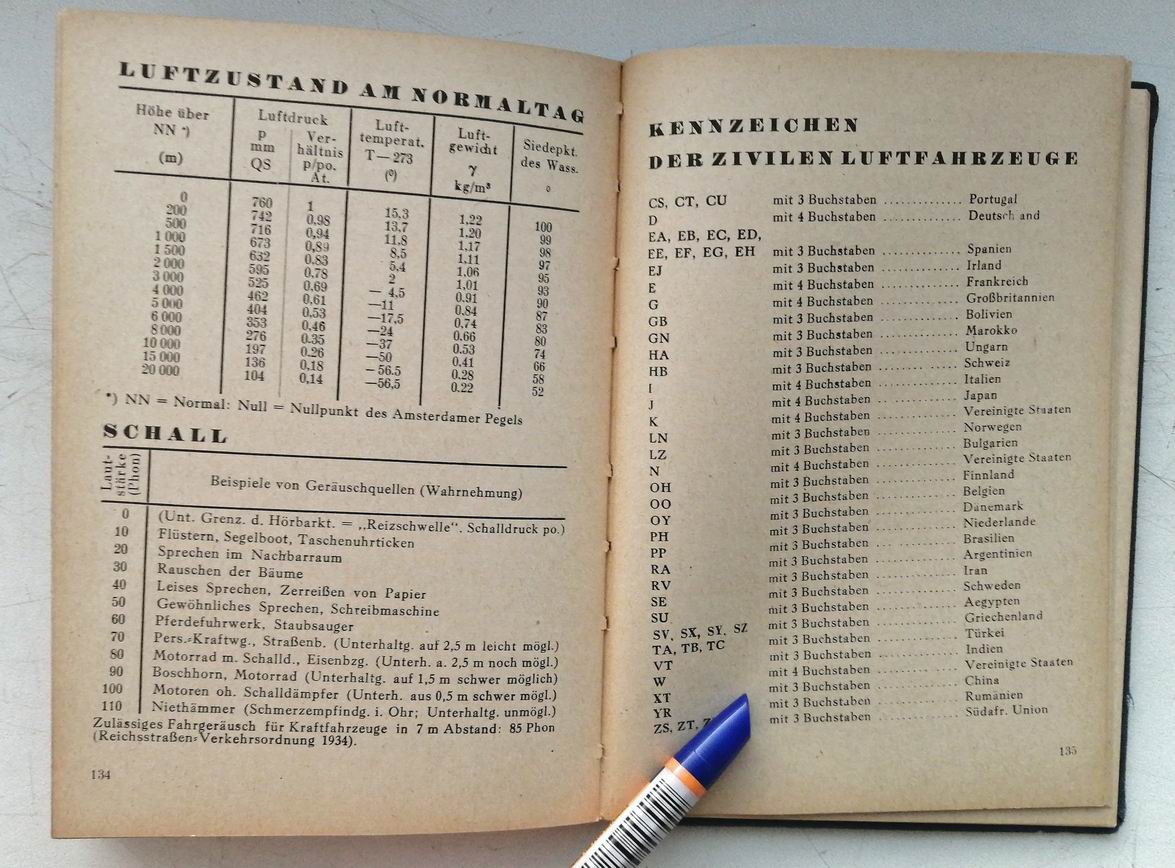 LUFTZUSTAND AM NORMALTAG
Höhe über NN *) (m) | Luftdruck p mm QS | Verhältnis p/po. At. | Luft-temperat. T—273 (°) | Luft-gewicht γ kg/m³ | Siedepkt. des Wass. °
0 760 1 15,3 1,22 100
200 742 0,98 13,7 1,20 99
500 716 0,94 11,8 1,17 98
1 000 673 0,89 8,5 1,11 97
1 500 632 0.83 5,4 1,06 95
2 000 595 0.78 2 1,01 93
3 000 525 0.69 — 4,5 0.91 90
4 000 462 0,61 —11 0,84 87
5 000 404 0,53 —17,5 0,74 83
6 000 353 0,46 —24 0.66 80
8 000 276 0.35 —37 0.53 74
10 000 197 0.26 —50 0.41 66
15 000 136 0,18 —56.5 0.28 58
20 000 104 0,14 —56,5 0.22 52
*) NN = Normal: Null = Nullpunkt des Amsterdamer Pegels
SCHALL
Laut-stärke (Phon) | Beispiele von Geräuschquellen (Wahrnehmung)
0 (Unt. Grenz. d. Hörbarkt. = „Reizschwelle“. Schalldruck po.)
10 Flüstern, Segelboot, Taschenuhrticken
20 Sprechen im Nachbarraum
30 Rauschen der Bäume
40 Leises Sprechen, Zerreißen von Papier
50 Gewöhnliches Sprechen, Schreibmaschine
60 Pferdefuhrwerk, Staubsauger
70 Pers.-Kraftwg., Straßenb. (Unterhaltg. auf 2,5 m leicht mögl.)
80 Motorrad m. Schalld., Eisenbzg. (Unterh. a. 2,5 m noch mögl.)
90 Boschhorn, Motorrad (Unterhaltg. auf 1,5 m schwer möglich)
100 Motoren oh. Schalldämpfer (Unterh. aus 0,5 m schwer mögl.)
110 Niethämmer (Schmerzempfindg. i. Ohr; Unterhaltg. unmögl.)
Zulässiges Fahrgeräusch für Kraftfahrzeuge in 7 m Abstand: 85 Phon
(Reichsstraßen-Verkehrsordnung 1934).
134
KENNZEICHEN
DER ZIVILEN LUFTFAHRZEUGE
CS, CT, CU mit 3 Buchstaben ............. Portugal
D mit 4 Buchstaben ............. Deutsch and
EA, EB, EC, ED,
EE, EF, EG, EH mit 3 Buchstaben ............. Spanien
EJ mit 3 Buchstaben ............. Irland
E mit 4 Buchstaben ............. Frankreich
G mit 4 Buchstaben ............. Großbritannien
GB mit 3 Buchstaben ............. Bolivien
GN mit 3 Buchstaben ............. Marokko
HA mit 3 Buchstaben ............. Ungarn
HB mit 3 Buchstaben ............. Schweiz
I mit 4 Buchstaben ............. Italien
J mit 4 Buchstaben ............. Japan
K mit 4 Buchstaben ............. Vereinigte Staaten
LN mit 3 Buchstaben ............. Norwegen
LZ mit 3 Buchstaben ............. Bulgarien
N mit 4 Buchstaben ............. Vereinigte Staaten
OH mit 3 Buchstaben ............. Finnland
OO mit 3 Buchstaben ............. Belgien
OY mit 3 Buchstaben ............. Dänemark
PH mit 3 Buchstaben ............. Niederlande
PP mit 3 Buchstaben ............. Brasilien
RA mit 3 Buchstaben ............. Argentinien
RV mit 3 Buchstaben ............. Iran
SE mit 3 Buchstaben ............. Schweden
SU mit 3 Buchstaben ............. Aegypten
SV, SX, SY, SZ mit 3 Buchstaben ............. Griechenland
TA, TB, TC mit 3 Buchstaben ............. Türkei
VT mit 3 Buchstaben ............. Indien
W mit 4 Buchstaben ............. Vereinigte Staaten
XT mit 3 Buchstaben ............. China
YR mit 3 Buchstaben ............. Rumänien
ZS, ZT, mit 3 Buchstaben ............. Südafr. Union
135